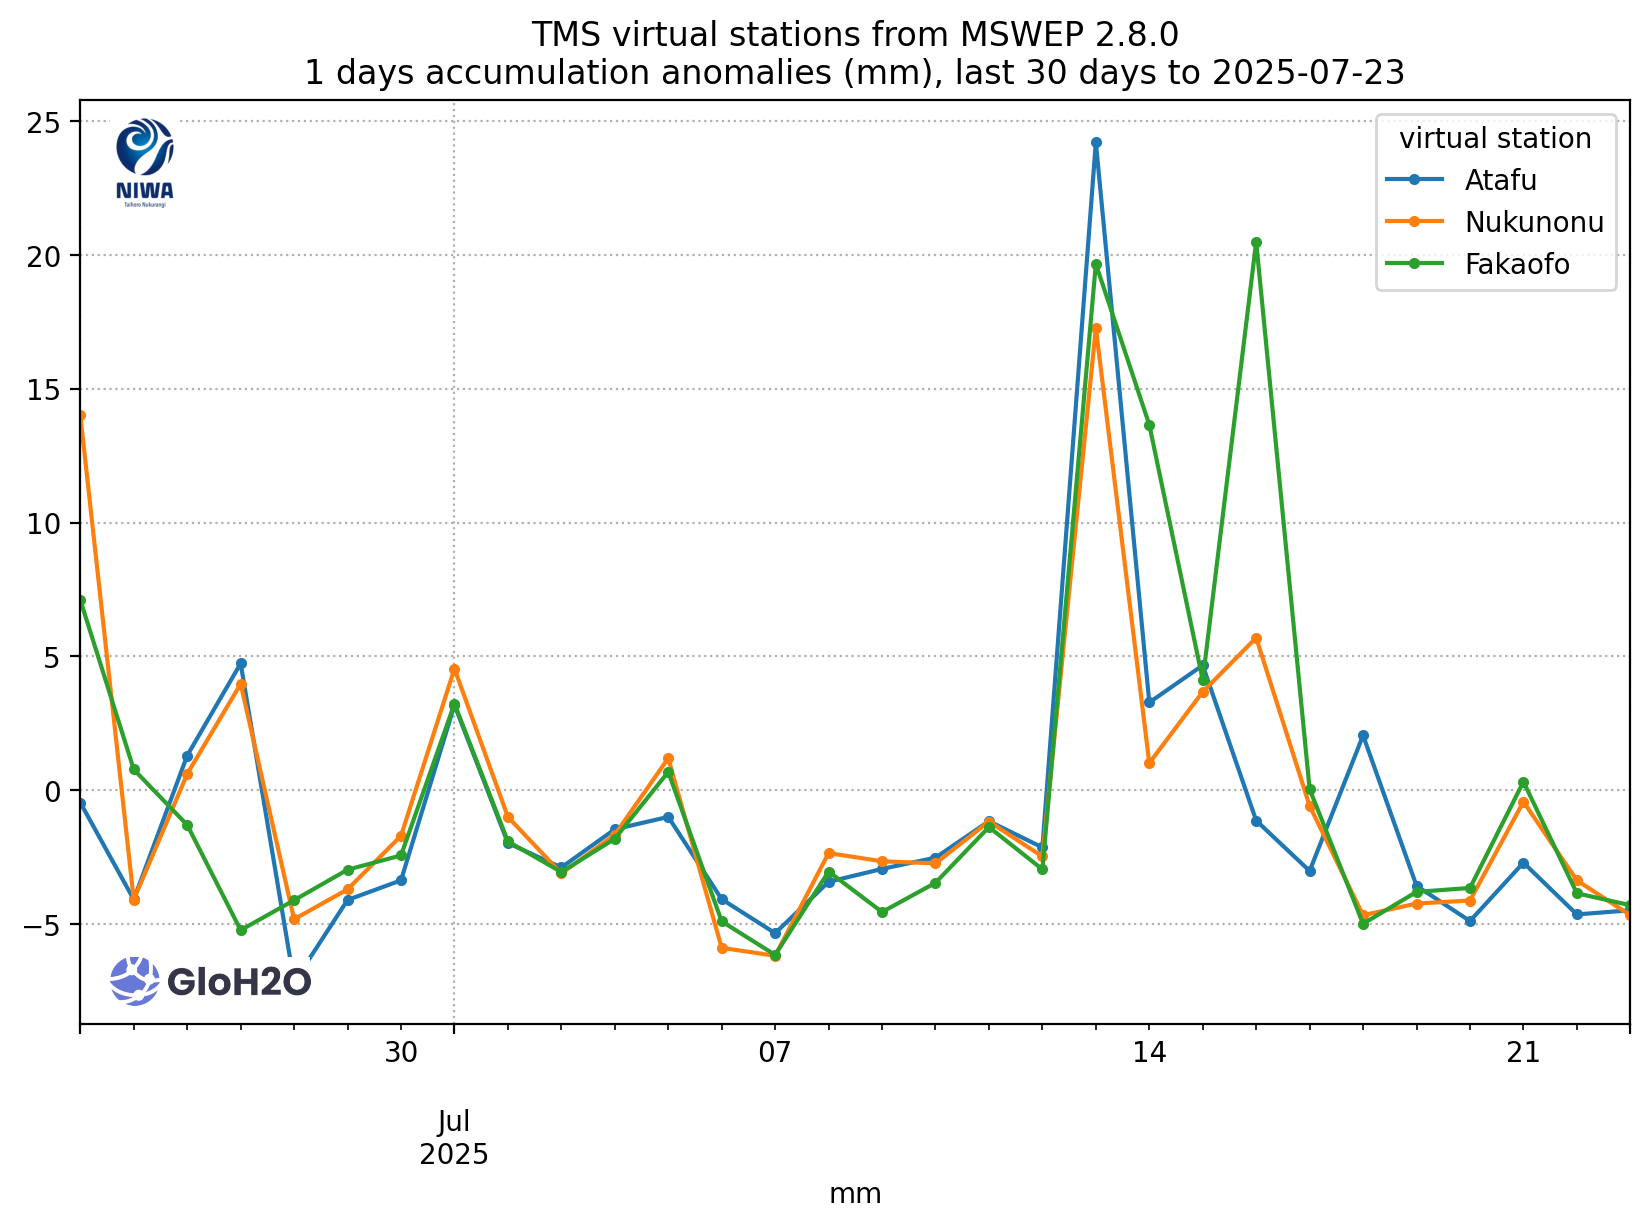 TMS virtual stations from MSWEP 2.8.0
1 days accumulation anomalies (mm), last 30 days to 2025-07-23
25
20
15
10
5
0
−5
NIWA
Taihoro Nukurangi
virtual station
Atafu
Nukunonu
Fakaofo
GloH2O
30
07
14
21
Jul
2025
mm